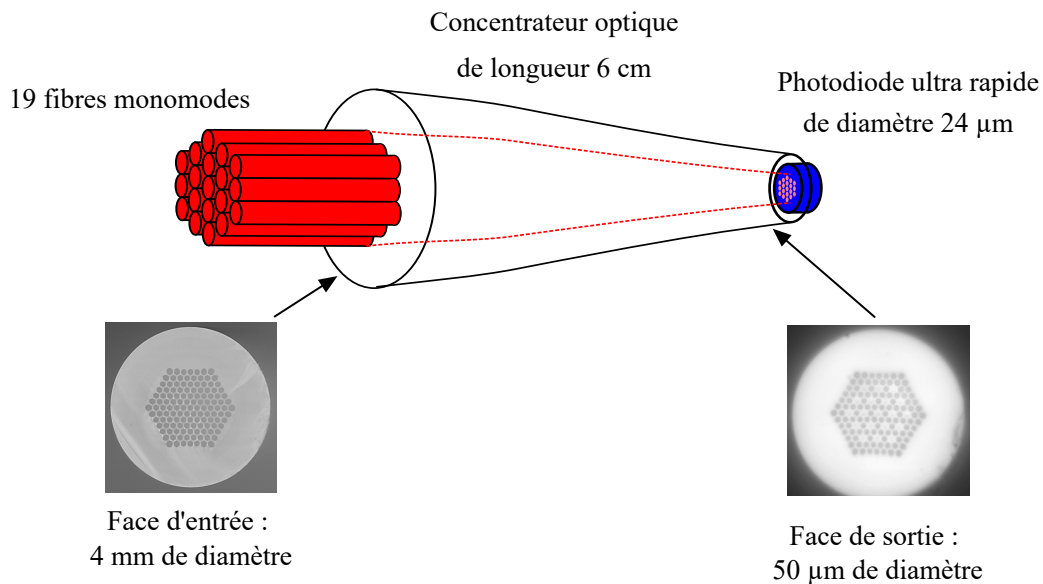 Concentrateur optique
de longueur 6 cm
19 fibres monomodes
Photodiode ultra rapide
de diamètre 24 µm
Face d'entrée :
4 mm de diamètre
Face de sortie :
50 µm de diamètre